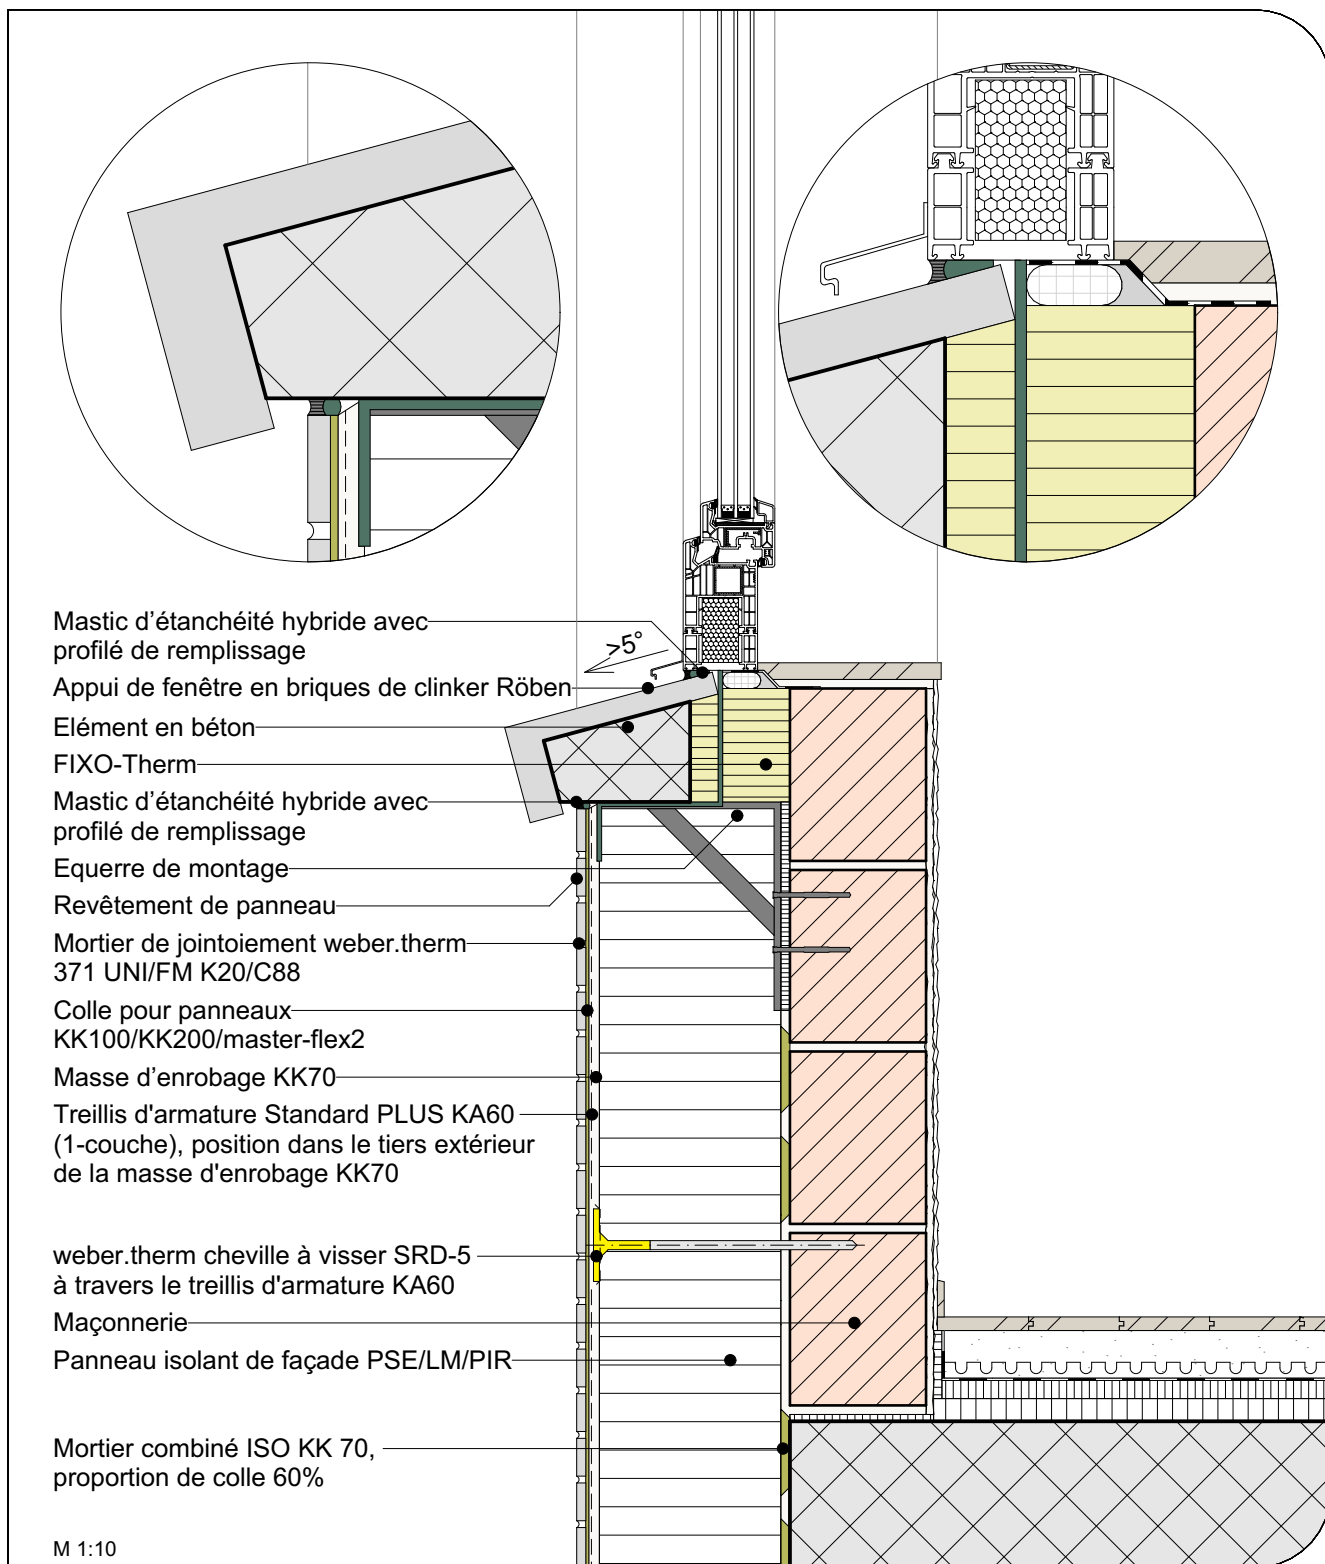 Mastic d’étanchéité hybride avec
profilé de remplissage
>5°
Appui de fenêtre en briques de clinker Röben
Elément en béton
FIXO-Therm
Mastic d’étanchéité hybride avec
profilé de remplissage
Equerre de montage
Revêtement de panneau
Mortier de jointoiement weber.therm
371 UNI/FM K20/C88
Colle pour panneaux
KK100/KK200/master-flex2
Masse d’enrobage KK70
Treillis d'armature Standard PLUS KA60
(1-couche), position dans le tiers extérieur
de la masse d'enrobage KK70
weber.therm cheville à visser SRD-5
à travers le treillis d'armature KA60
Maçonnerie
Panneau isolant de façade PSE/LM/PIR
Mortier combiné ISO KK 70,
proportion de colle 60%
M 1:10